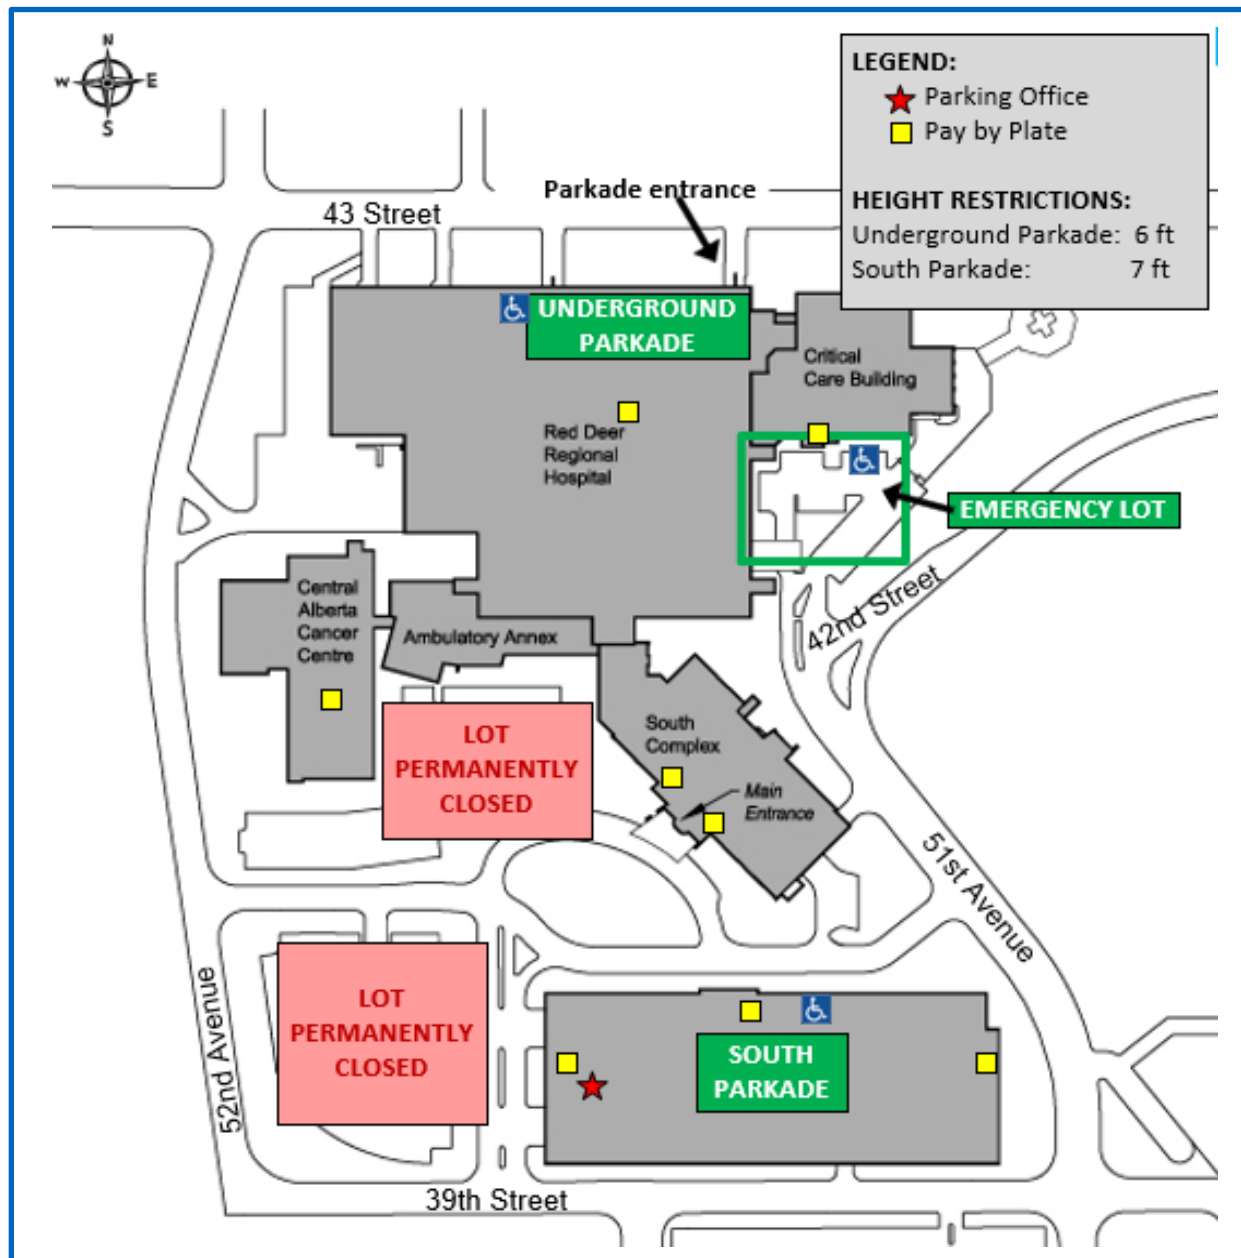 N
W E
S
LEGEND:
Parking Office
Pay by Plate
HEIGHT RESTRICTIONS:
Underground Parkade: 6 ft
South Parkade: 7 ft
Parkade entrance
43 Street
UNDERGROUND
PARKADE
Critical
Care Building
Red Deer
Regional
Hospital
EMERGENCY LOT
42nd Street
Central
Alberta
Cancer
Centre
Ambulatory Annex
LOT
PERMANENTLY
CLOSED
South
Complex
Main
Entrance
51st Avenue
52nd Avenue
LOT
PERMANENTLY
CLOSED
SOUTH
PARKADE
39th Street